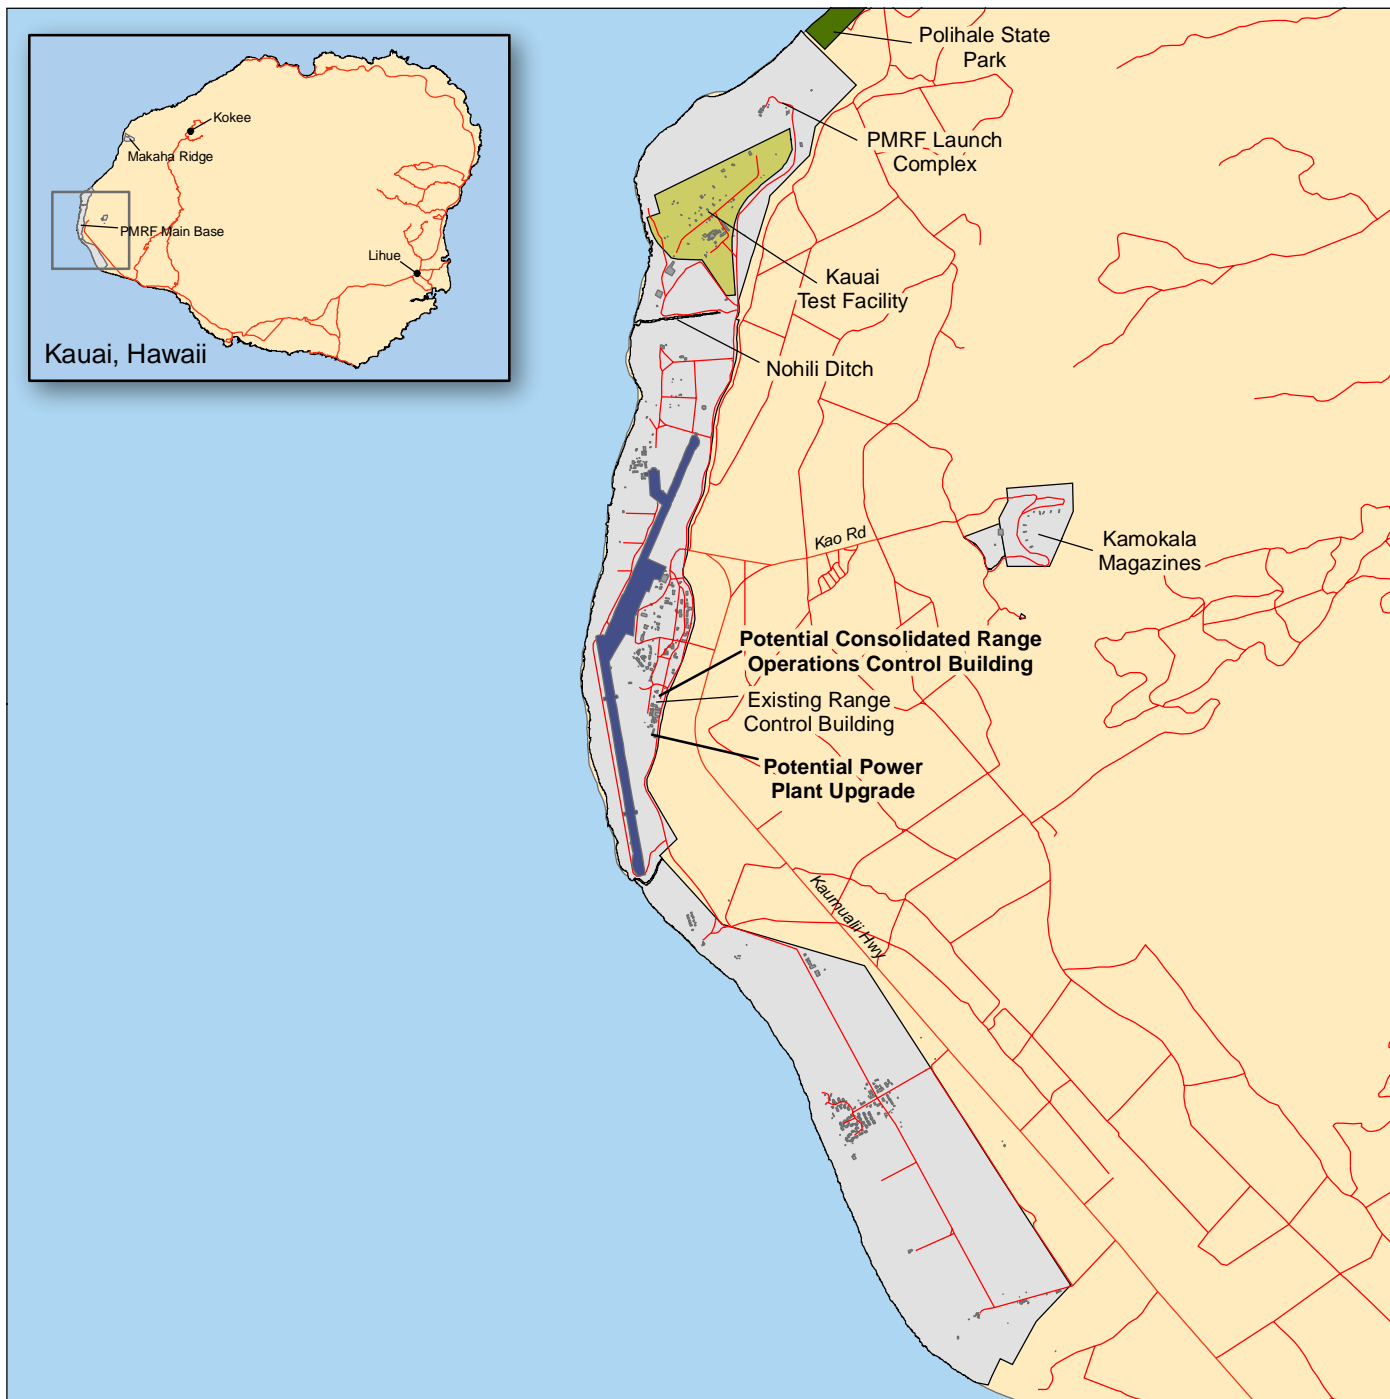 Polihale State
Park
Kokee
Makaha Ridge
PMRF Main Base
Lihue
Kauai, Hawaii
PMRF Launch
Complex
Kauai
Test Facility
Nohili Ditch
Kao Rd
Kamokala
Magazines
Potential Consolidated Range
Operations Control Building
Existing Range
Control Building
Potential Power
Plant Upgrade
Kaumualii Hwy